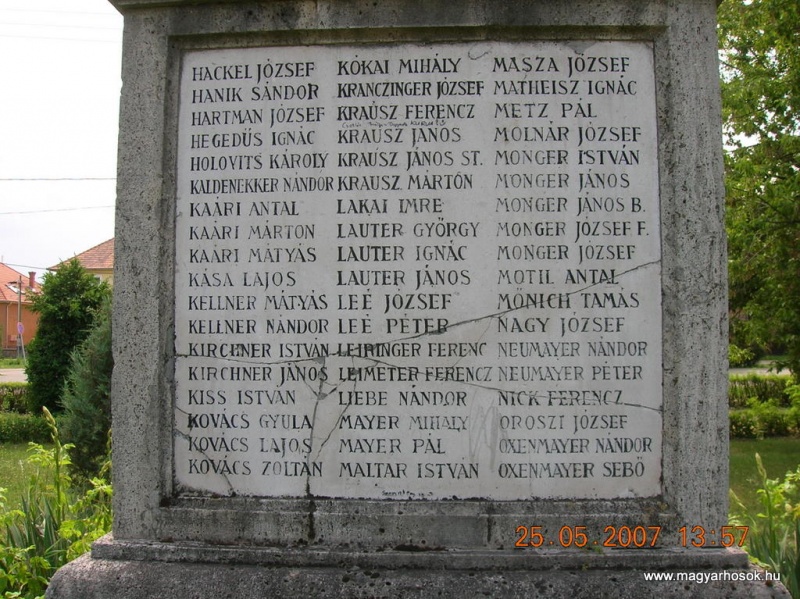 HACKEL JÓZSEF
HANIK SÁNDOR
HARTMAN JÓZSEF
HEGEDŰS IGNÁC
HOLOVITS KÁROLY
KALDENEKKER NÁNDOR
KAÁRI ANTAL
KAÁRI MÁRTON
KAÁRI MÁTYÁS
KÁSA LAJOS
KELLNER MÁTYÁS
KELLNER NÁNDOR
KIRCHNER ISTVÁN
KIRCHNER JÁNOS
KISS ISTVÁN
KOVÁCS GYULA
KOVÁCS LAJOS
KOVÁCS ZOLTÁN
KÓKAI MIHÁLY
KRANCZINGER JÓZSEF
KRAUSZ FERENCZ
KRAUSZ JÁNOS
KRAUSZ JÁNOS ST.
KRAUSZ MÁRTON
LAKAI IMRE
LAUTER GYÖRGY
LAUTER IGNÁC
LAUTER JÁNOS
LEÉ JÓZSEF
LEÉ PÉTER
LEIRINGER FERENC
LEIMETER FERENCZ
LIEBE NÁNDOR
MAYER MIHÁLY
MAYER PÁL
MALTAR ISTVÁN
MASZA JÓZSEF
MATHEISZ IGNÁC
METZ PÁL
MOLNÁR JÓZSEF
MONGER ISTVÁN
MONGER JÁNOS
MONGER JÁNOS B.
MONGER JÓZSEF F.
MONGER JÓZSEF
MOTIL ANTAL
MŐNICH TAMÁS
NAGY JÓZSEF
NEUMAYER NÁNDOR
NEUMAYER PÉTER
NICK FERENCZ
OROSZI JÓZSEF
OXENMAYER NÁNDOR
OXENMAYER SEBŐ
25.05.2007 13:57
www.magyarhosok.hu